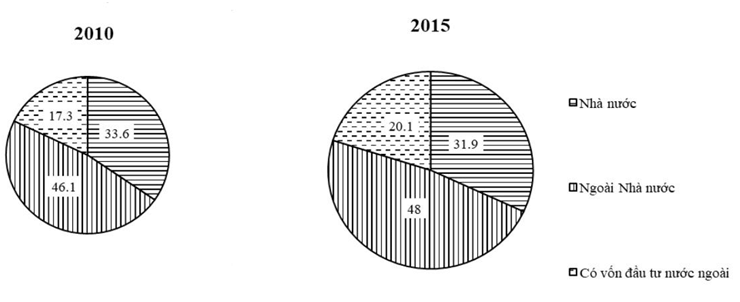 2010
2015
17.3
33.6
46.1
20.1
31.9
48
Nhà nước
Ngoài Nhà nước
Có vốn đầu tư nước ngoài